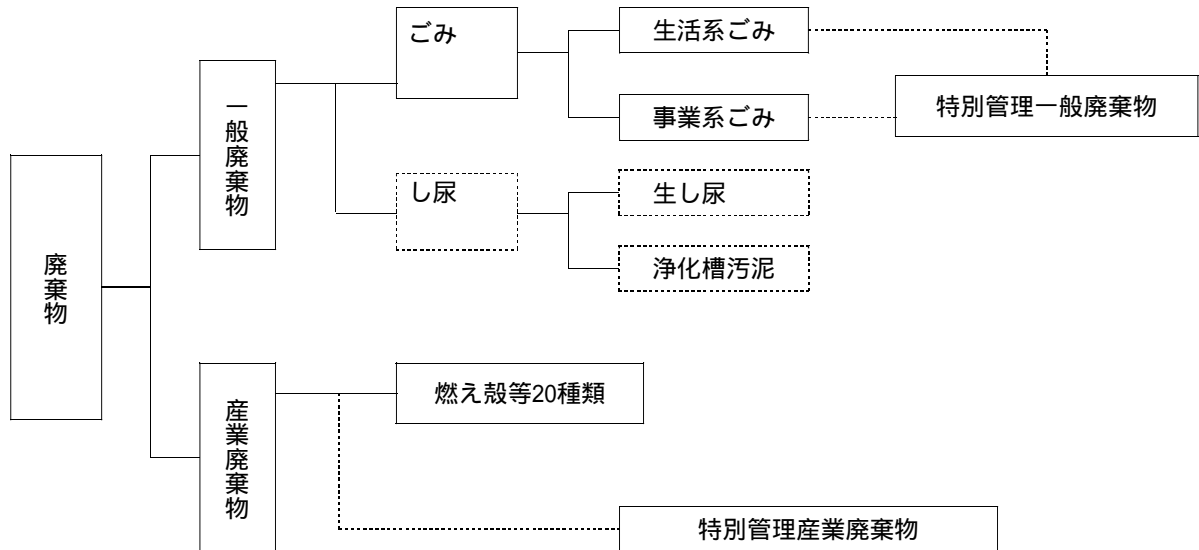 廃棄物
一般廃棄物
ごみ
生活系ごみ
事業系ごみ
特別管理一般廃棄物
し尿
生し尿
浄化槽汚泥
産業廃棄物
燃え殻等20種類
特別管理産業廃棄物